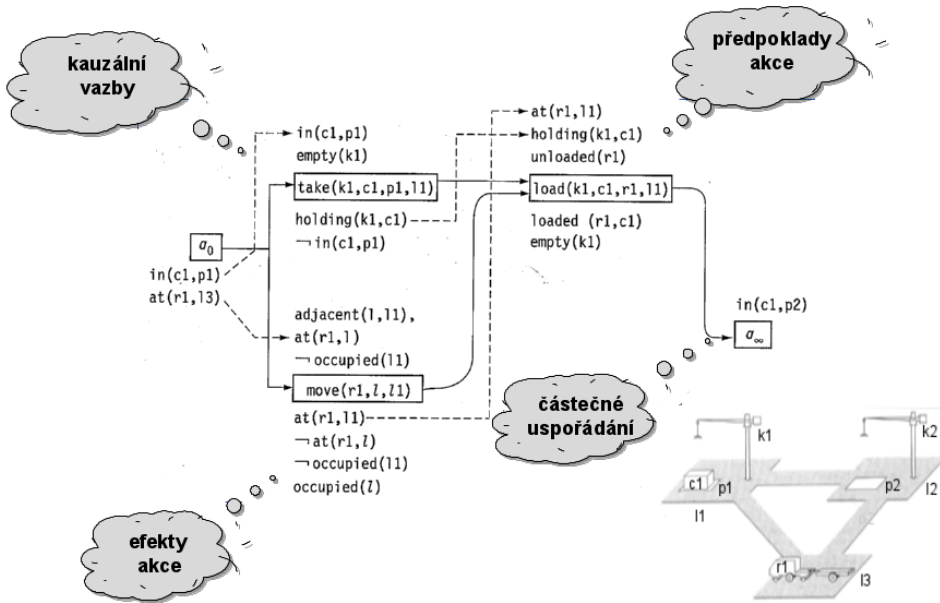 kauzální
vazby
předpoklady
akce
in(c1,p1)
empty(k1)
take(k1,c1,p1,l1)
holding(k1,c1)
¬in(c1,p1)
at(r1,l1)
holding(k1,c1)
unloaded(r1)
load(k1,c1,r1,l1)
loaded (r1,c1)
empty(k1)
a0
in(c1,p1)
at(r1,l3)
adjacent(l,l1),
at(r1,l)
¬occupied(l1)
move(r1,l,l1)
at(r1,l1)
¬at(r1,l)
¬occupied(l1)
occupied(l)
in(c1,p2)
a∞
částečné
uspořádání
efekty
akce
k1
k2
c1
p1
p2
l1
l2
r1
l3